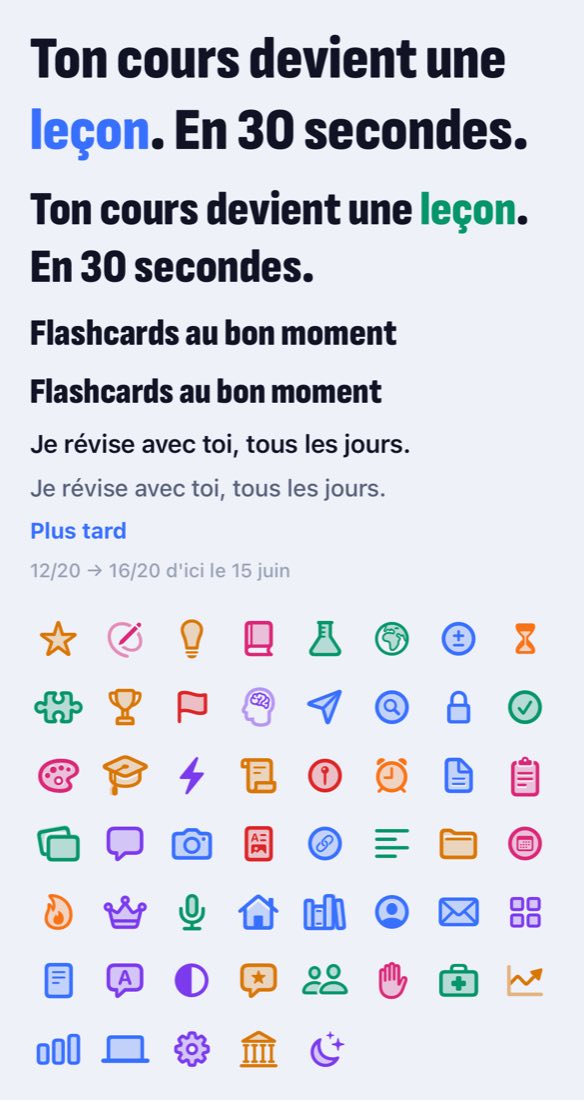 Ton cours devient une
leçon. En 30 secondes.
Ton cours devient une leçon.
En 30 secondes.
Flashcards au bon moment
Flashcards au bon moment
Je révise avec toi, tous les jours.
Je révise avec toi, tous les jours.
Plus tard
12/20 → 16/20 d'ici le 15 juin
A
A